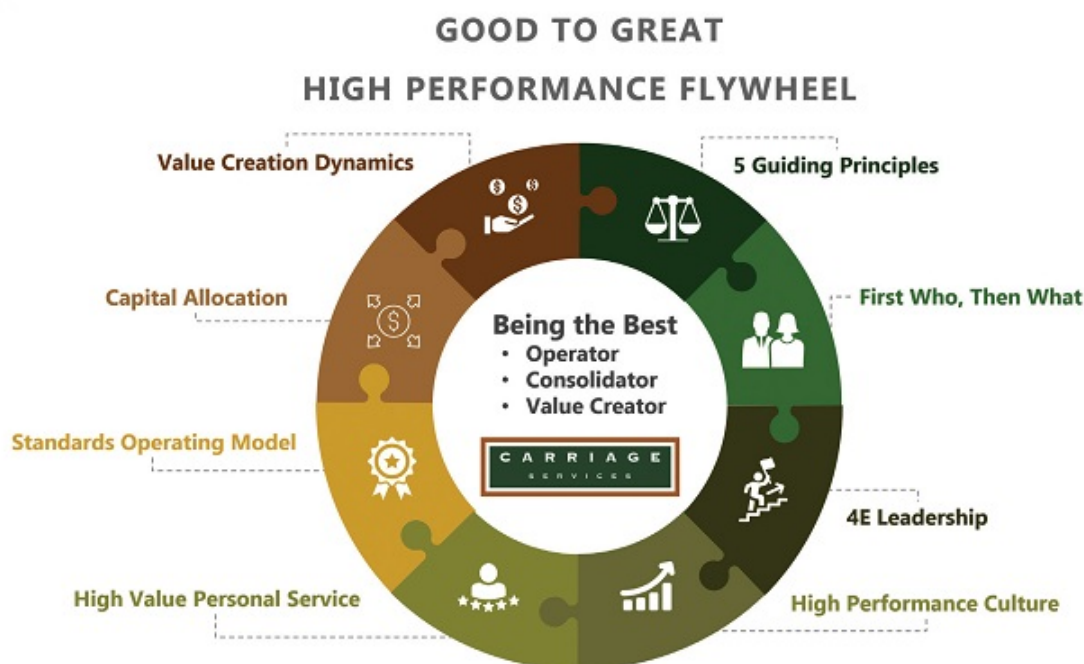 GOOD TO GREAT
HIGH PERFORMANCE FLYWHEEL
Value Creation Dynamics
5 Guiding Principles
Capital Allocation
First Who, Then What
Being the Best
• Operator
• Consolidator
• Value Creator
CARRIAGE
SERVICES
Standards Operating Model
4E Leadership
High Value Personal Service
High Performance Culture